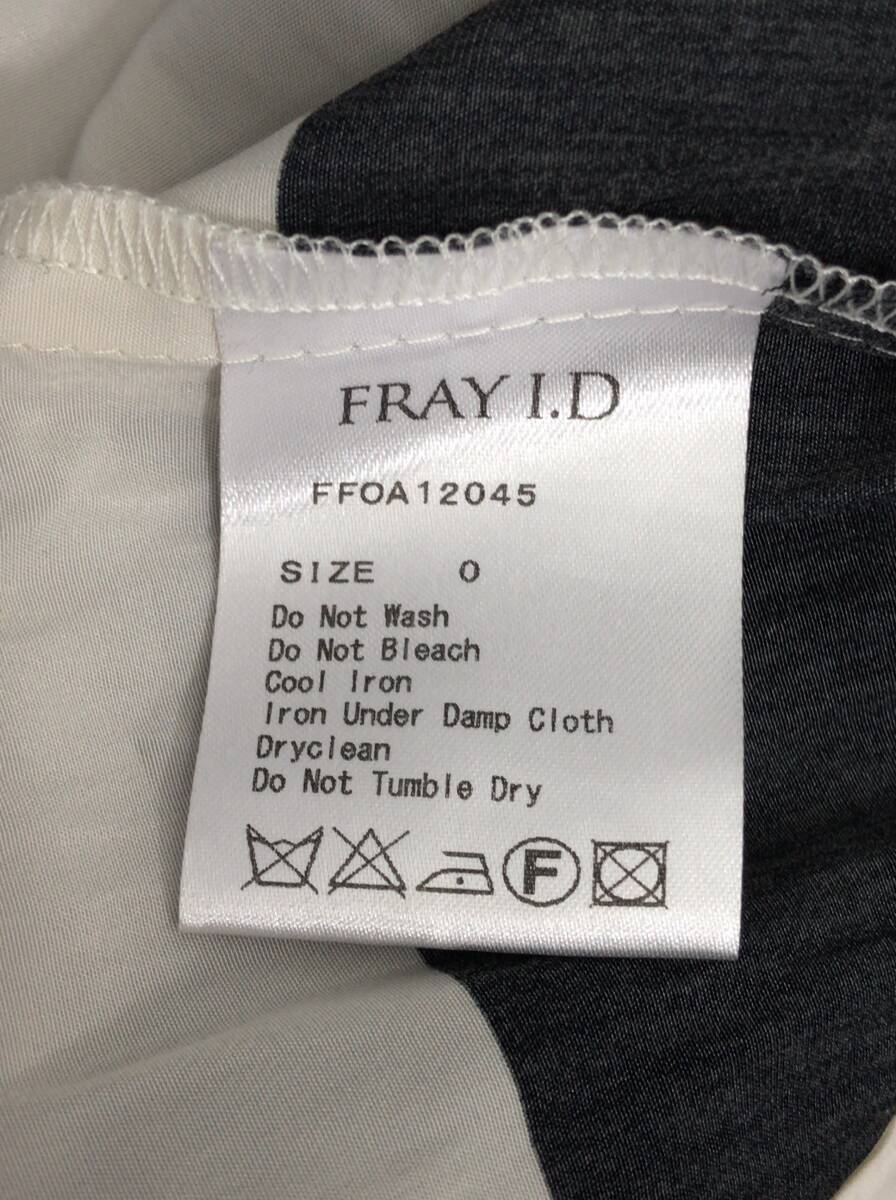 FRAY I.D
FFOA12045
SIZE 0
Do Not Wash
Do Not Bleach
Cool Iron
Iron Under Damp Cloth
Dryclean
Do Not Tumble Dry
F